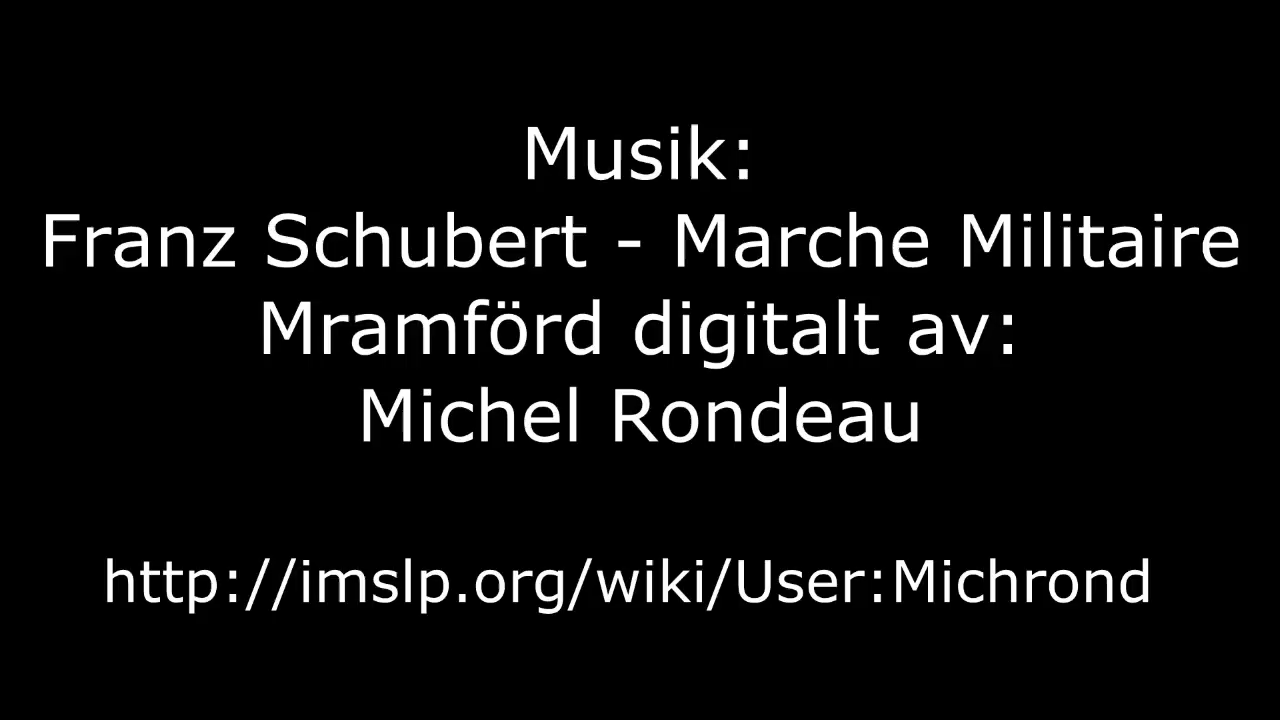 Musik:
Franz Schubert - Marche Militaire
Mramförd digitalt av:
Michel Rondeau
http://imslp.org/wiki/User:Michrond